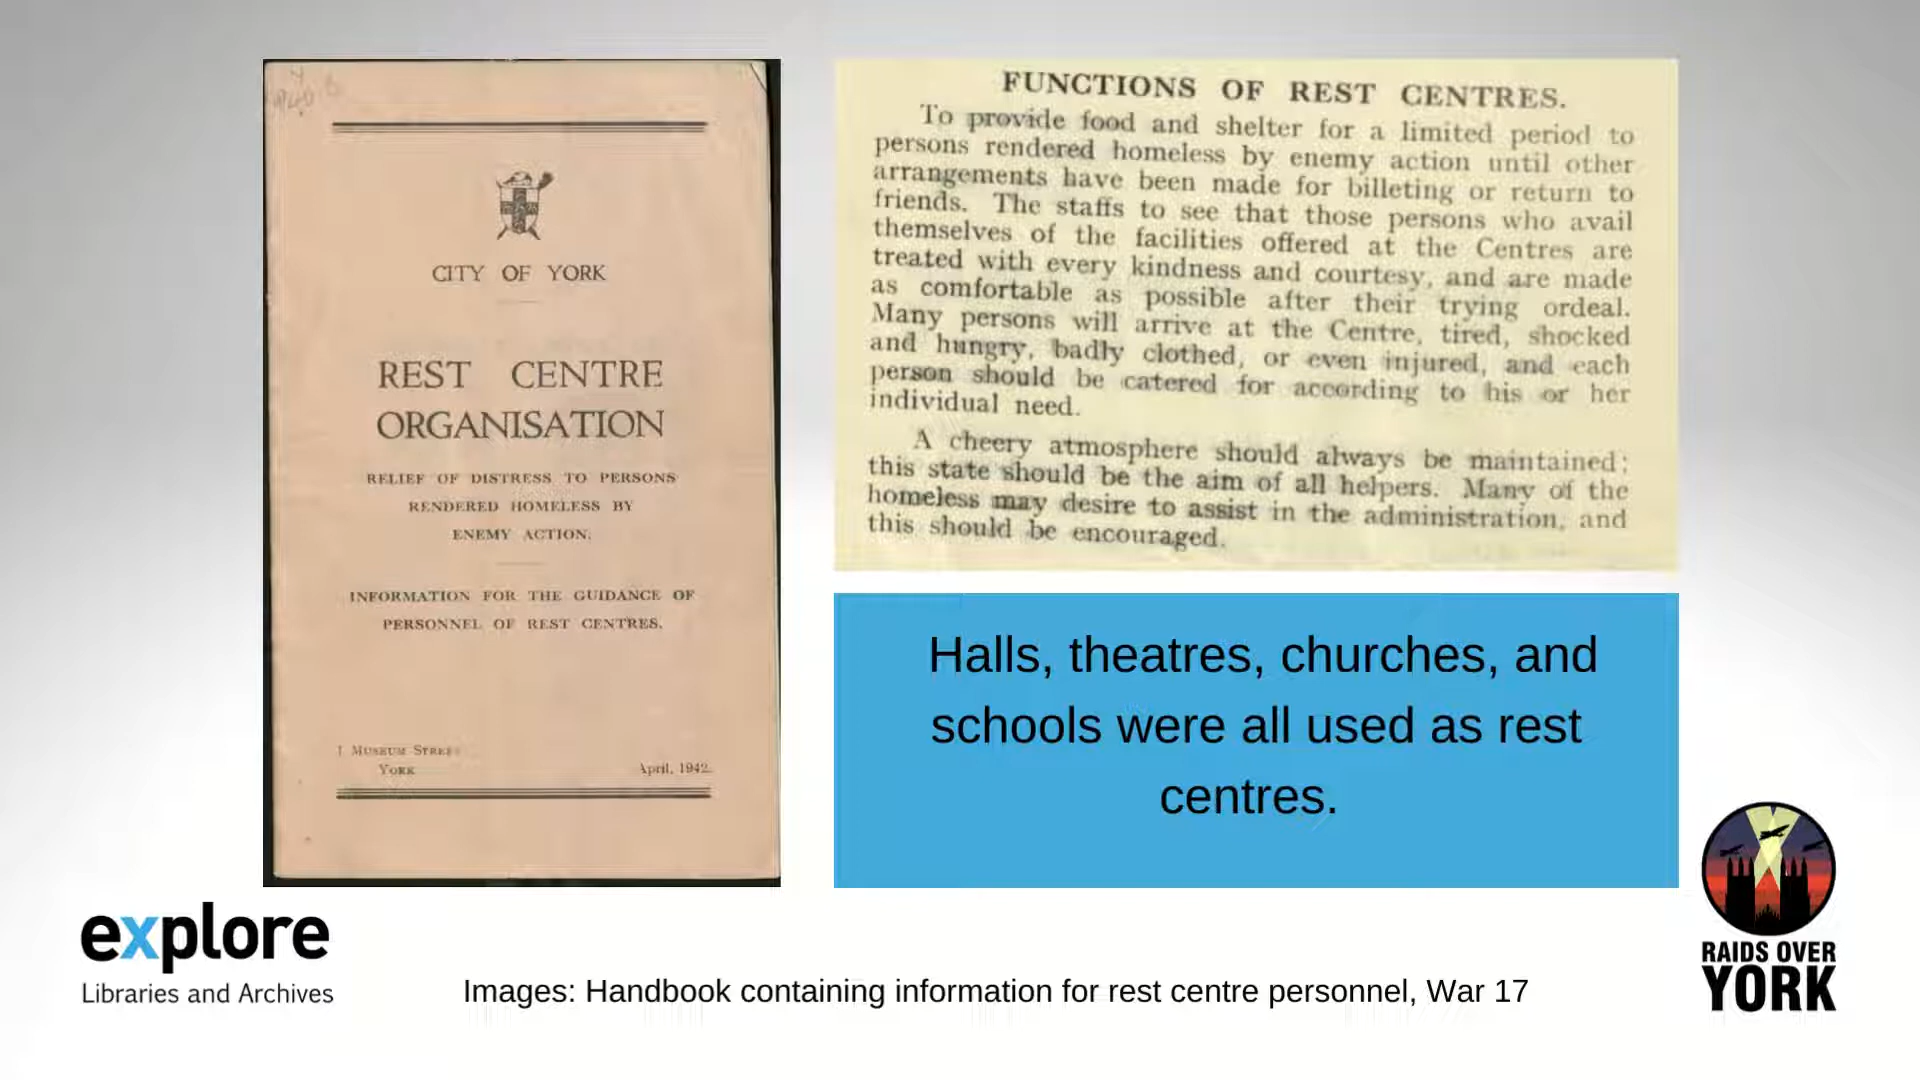 CITY OF YORK
REST CENTRE
ORGANISATION
RELIEF OF DISTRESS TO PERSONS
RENDERED HOMELESS BY
ENEMY ACTION.
INFORMATION FOR THE GUIDANCE OF
PERSONNEL OF REST CENTRES.
1 MUSEUM STREET
YORK
April, 1942.
FUNCTIONS OF REST CENTRES.
To provide food and shelter for a limited period to
persons rendered homeless by enemy action until other
arrangements have been made for billeting or return to
friends. The staffs to see that those persons who avail
themselves of the facilities offered at the Centres are
treated with every kindness and courtesy, and are made
as comfortable as possible after their trying ordeal.
Many persons will arrive at the Centre, tired, shocked
and hungry, badly clothed, or even injured, and each
person should be catered for according to his or her
individual need.
A cheery atmosphere should always be maintained;
this state should be the aim of all helpers. Many of the
homeless may desire to assist in the administration, and
this should be encouraged.
Halls, theatres, churches, and
schools were all used as rest
centres.
explore
Libraries and Archives
Images: Handbook containing information for rest centre personnel, War 17
RAIDS OVER
YORK